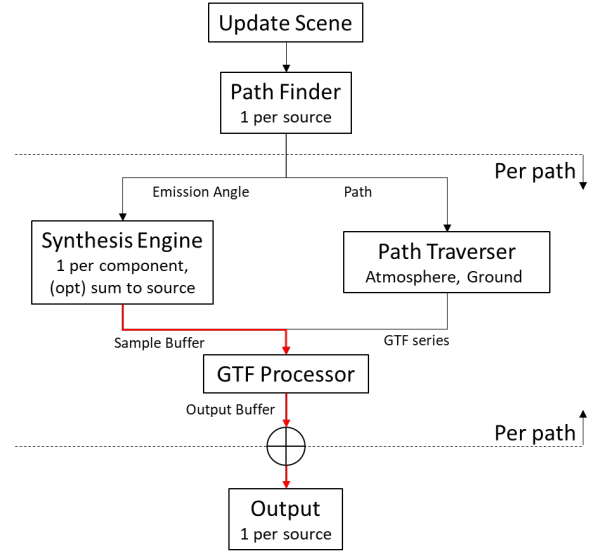 Update Scene
Path Finder
1 per source
Per path
Emission Angle
Path
Synthesis Engine
1 per component,
(opt) sum to source
Path Traverser
Atmosphere, Ground
Sample Buffer
GTF series
GTF Processor
Output Buffer
Per path
Output
1 per source